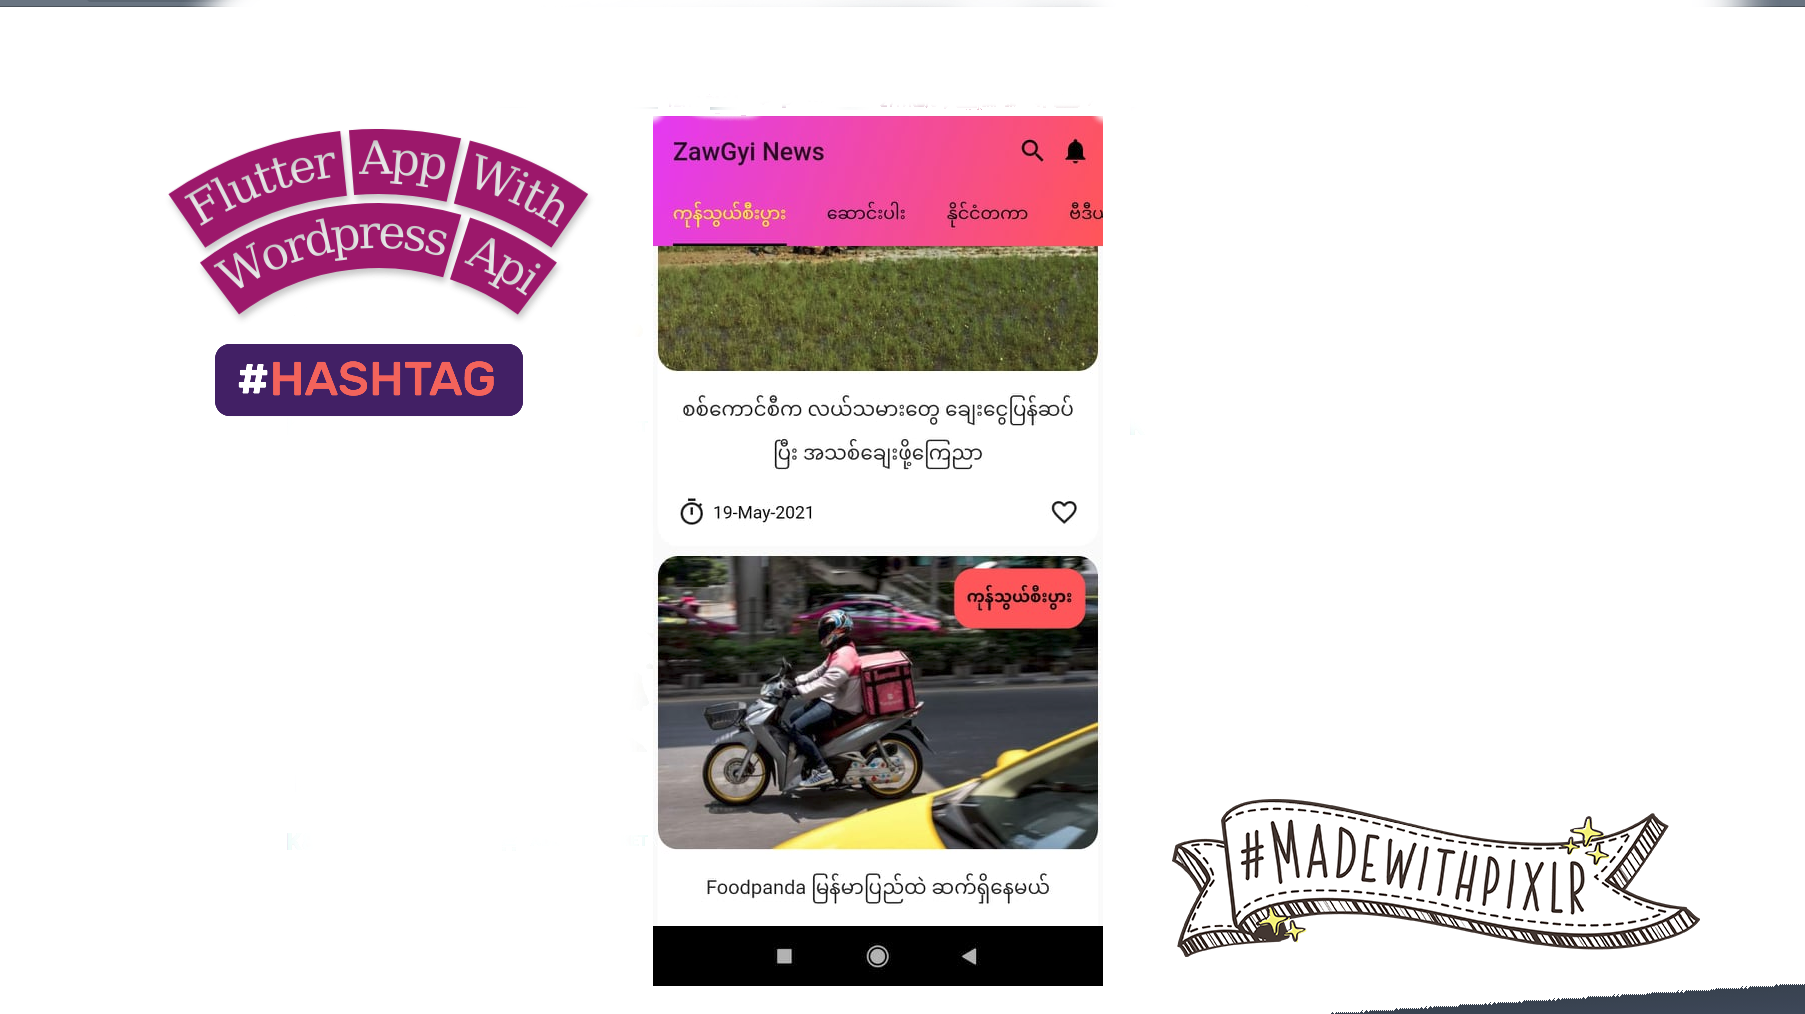 Flutter App With
Wordpress Api
#HASHTAG
ZawGyi News
ကုန်သွယ်စီးပွား ဆောင်းပါး နိုင်ငံတကာ ဗီဒီယ
စစ်ကောင်စီက လယ်သမားတွေ ချေးငွေပြန်ဆပ်
ပြီး အသစ်ချေးဖို့ကြေညာ
19-May-2021
ကုန်သွယ်စီးပွား
Foodpanda မြန်မာပြည်ထဲ ဆက်ရှိနေမယ်
#MADEWITHPIXLR